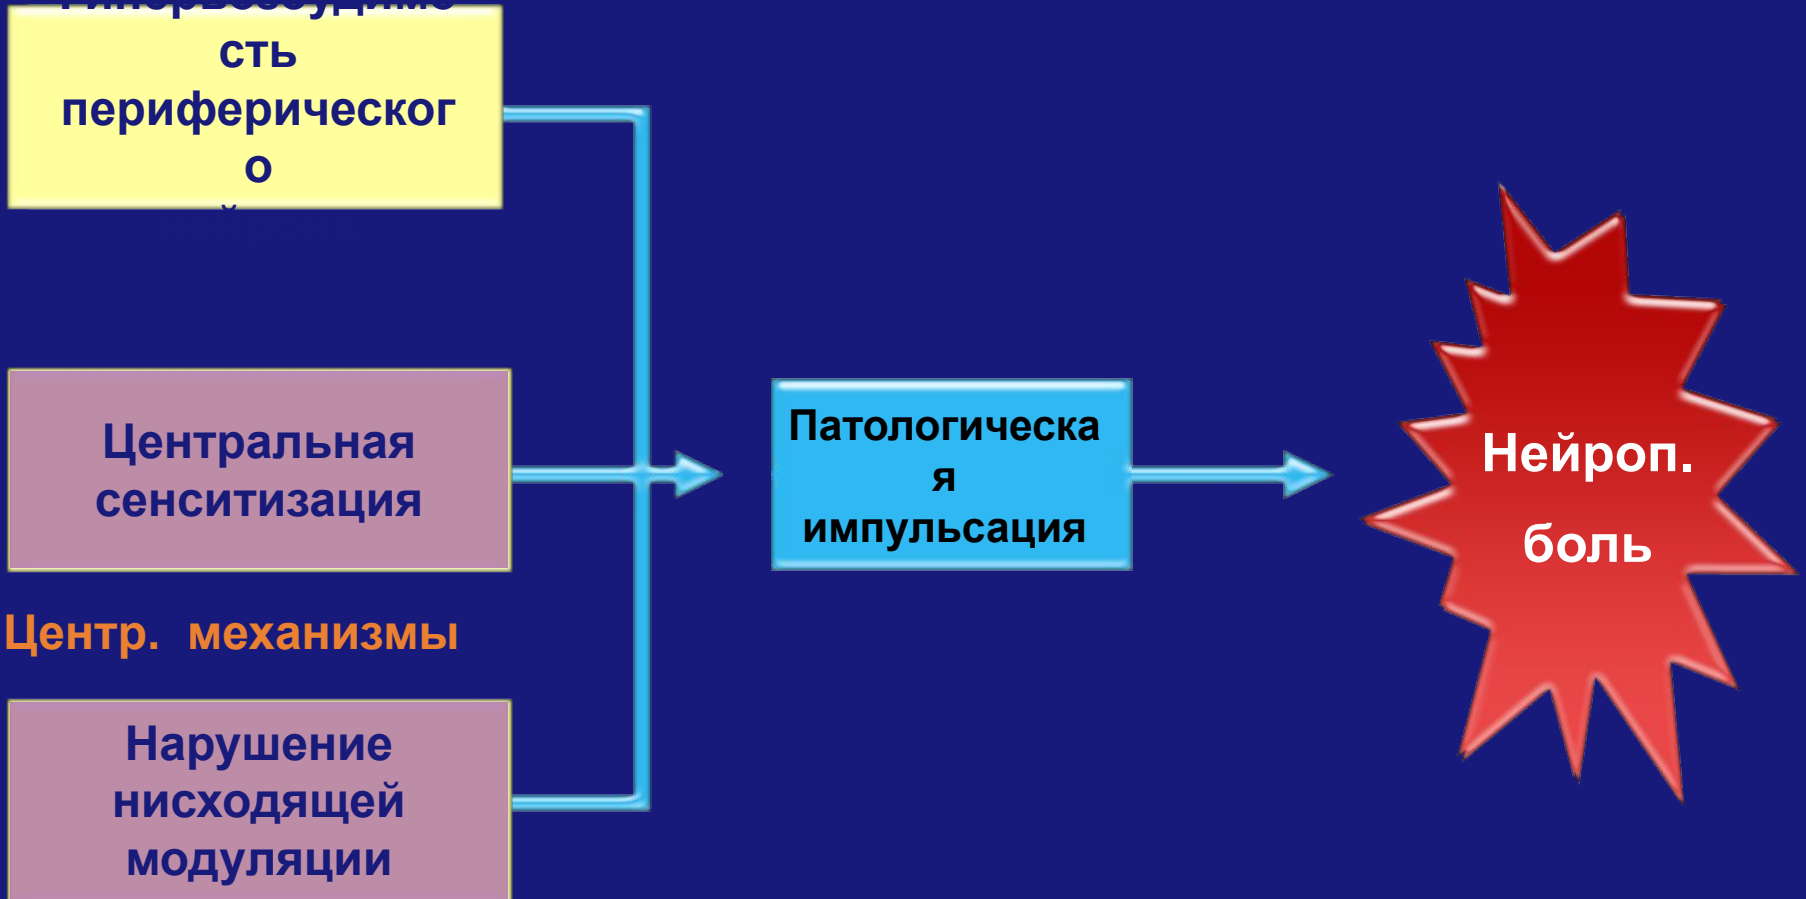 сть
периферическог
о
Центральная
сенситизация
Центр. механизмы
Нарушение
нисходящей
модуляции
Патологическа
я
импульсация
Нейроп.
боль